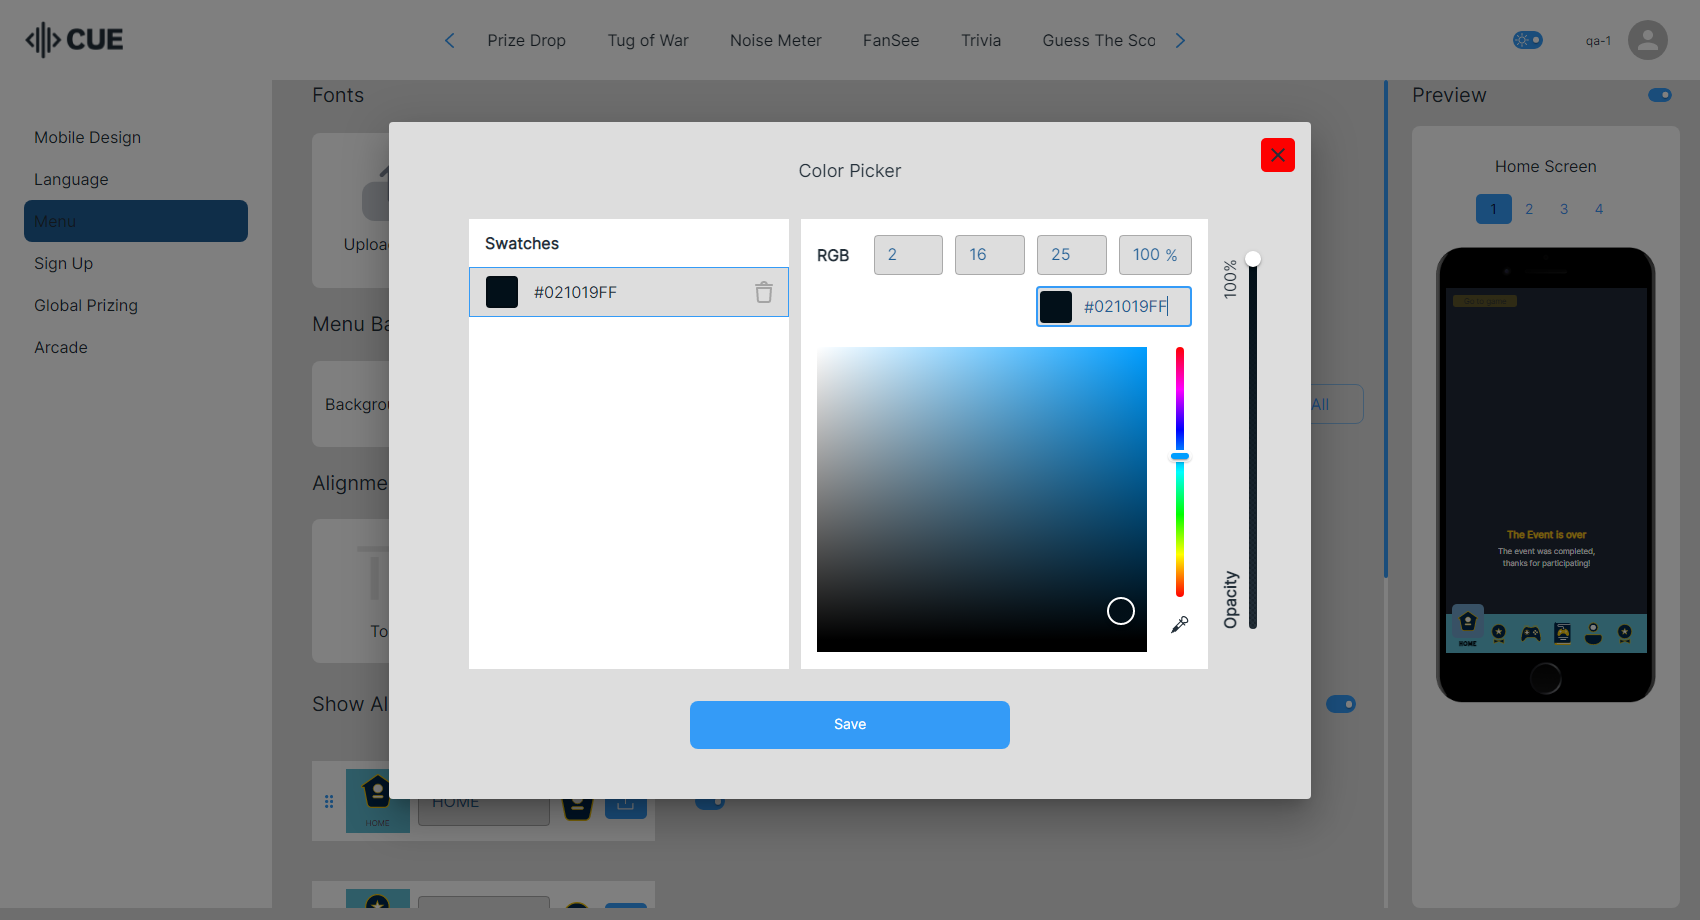 CUE
Prize Drop
Tug of War
Noise Meter
FanSee
Trivia
Guess The Sco
qa-1
Mobile Design
Language
Menu
Sign Up
Global Prizing
Arcade
Fonts
Uploa
Menu Ba
Backgrou
All
Alignme
To
Show Al
HOME
HOME
Color Picker
Swatches
#021019FF
RGB
2
16
25
100 %
#021019FF
100%
Opacity
Save
Preview
Home Screen
1
2
3
4
Go to game
The Event is over
The event was completed,
thanks for participating!
HOME